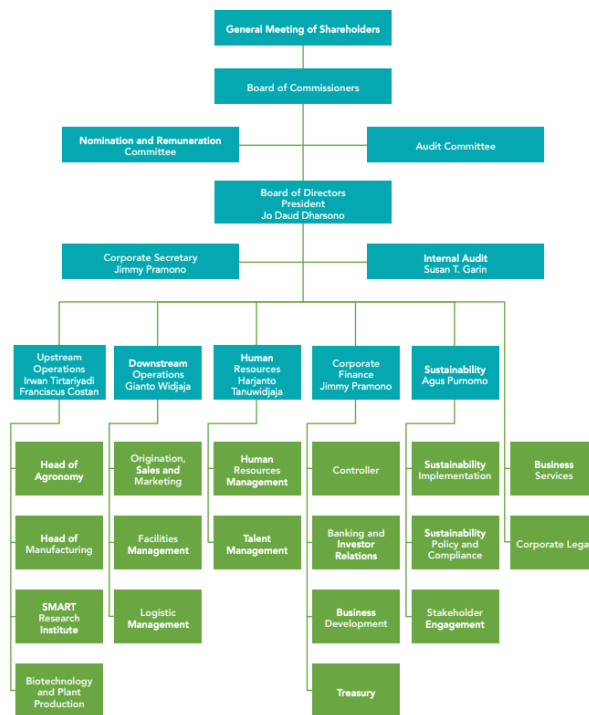 General Meeting of Shareholders
Board of Commissioners
Nomination and Remuneration
Committee
Audit Committee
Board of Directors
President
Jo Daud Dharsono
Corporate Secretary
Jimmy Pramono
Internal Audit
Susan T. Garin
Upstream
Operations
Irwan Tirtariyadi
Franciscus Costan
Downstream
Operations
Gianto Widjaja
Human
Resources
Harjanto
Tanuwidjaja
Corporate
Finance
Jimmy Pramono
Sustainability
Agus Purnomo
Head of
Agronomy
Origination,
Sales and
Marketing
Human
Resources
Management
Controller
Sustainability
Implementation
Business
Services
Head of
Manufacturing
Facilities
Management
Talent Management
Banking and
Investor
Relations
Sustainability
Policy and
Compliance
Corporate Lega
SMART
Research
Institute
Logistic
Management
Business
Development
Stakeholder
Engagement
Biotechnology
and Plant
Production
Treasury